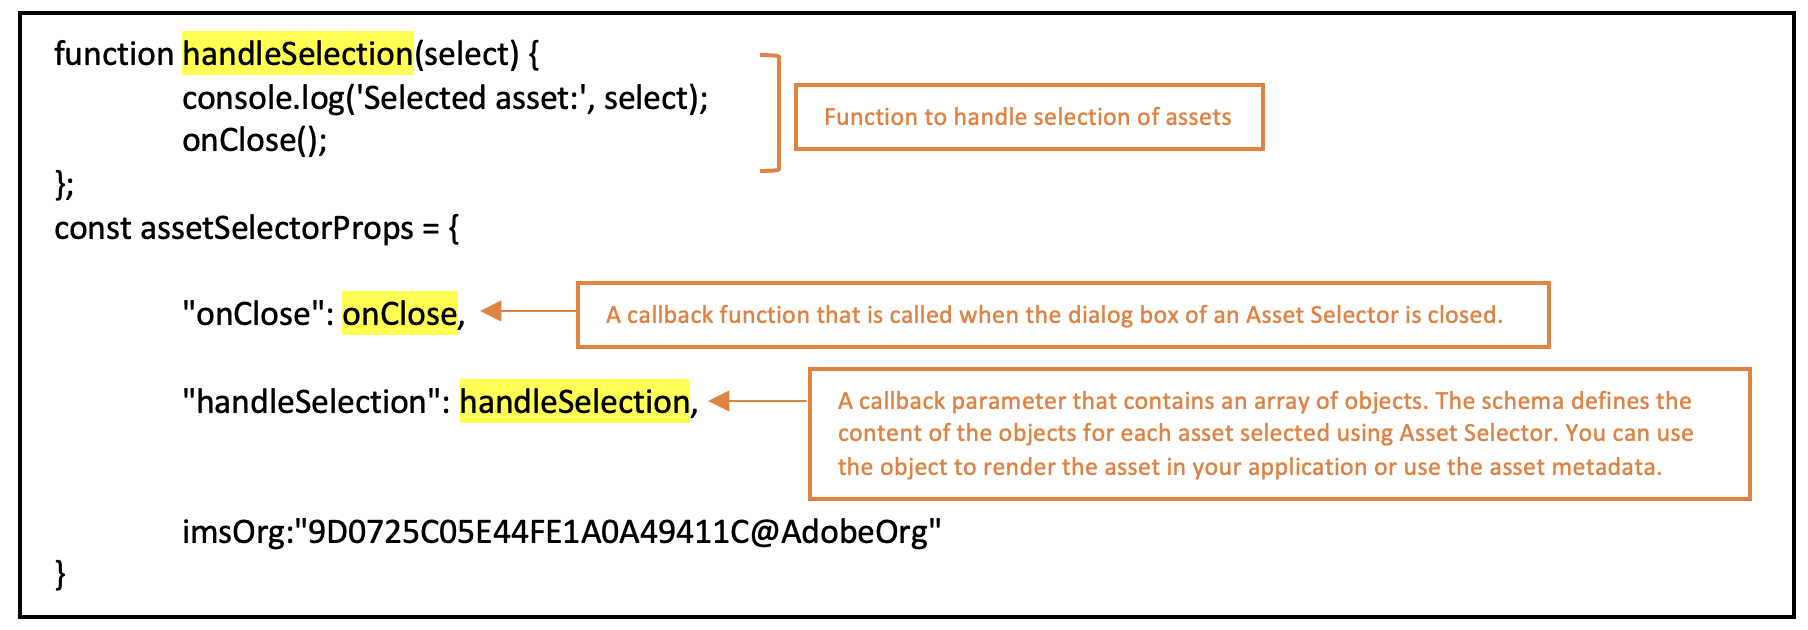 function handleSelection(select) {
console.log('Selected asset:', select);
onClose();
};
Function to handle selection of assets
const assetSelectorProps = {
"onClose": onClose,
A callback function that is called when the dialog box of an Asset Selector is closed.
"handleSelection": handleSelection,
A callback parameter that contains an array of objects. The schema defines the
content of the objects for each asset selected using Asset Selector. You can use
the object to render the asset in your application or use the asset metadata.
imsOrg:"9D0725C05E44FE1A0A49411C@AdobeOrg"
}